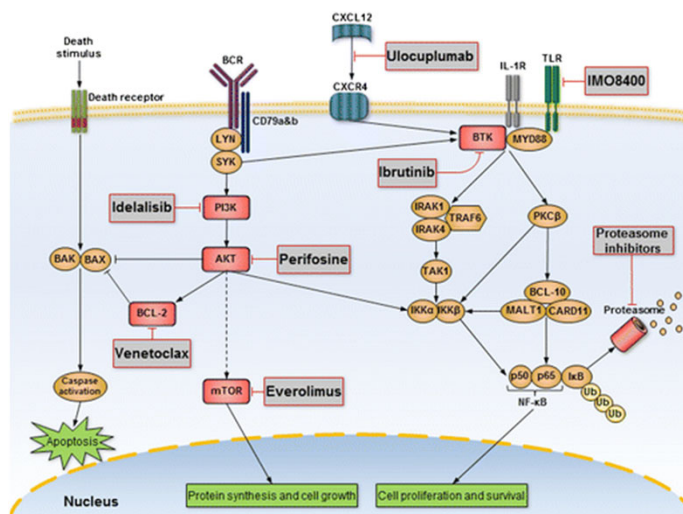 Death
stimulus
Death receptor
BCR
CD79a&b
CXCL12
Ulocuplumab
CXCR4
IL-1R
TLR
IMO8400
LYN
SYK
BTK
MYD88
Ibrutinib
Idelalisib
PI3K
IRAK1
IRAK4
TRAF6
PKCβ
Proteasome
inhibitors
BAK
BAX
AKT
Perifosine
TAK1
BCL-10
MALT1
CARD11
Proteasome
BCL-2
IKKα
IKKβ
Venetoclax
Caspase
activation
mTOR
Everolimus
p50
p65
IκB
NF-κB
Ub
Ub
Ub
Apoptosis
Nucleus
Protein synthesis and cell growth
Cell proliferation and survival